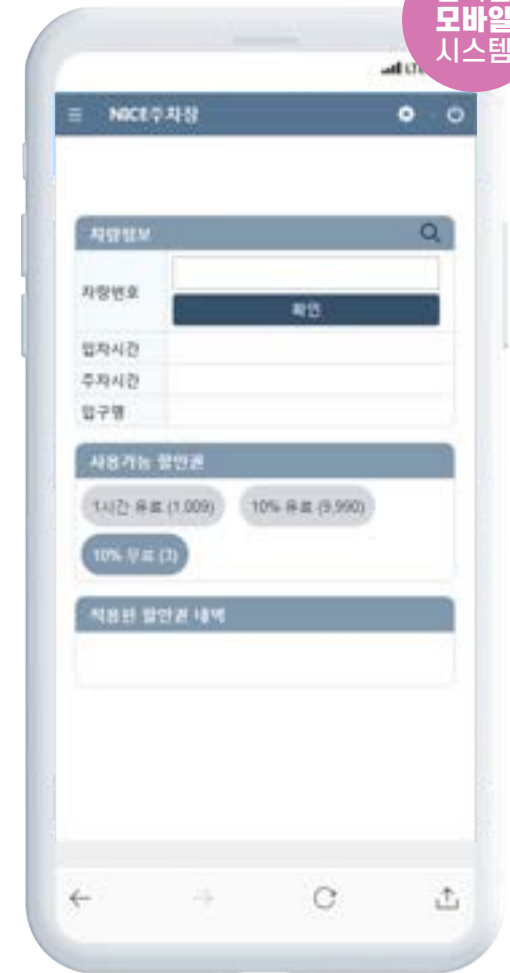 모바일
시스템
NICE주차장
차량정보
차량번호
확인
입차시간
주차시간
입구명
사용가능 할인권
1시간 유료 (1,009)
10% 유료 (9,990)
10% 무료 (3)
적용된 할인권 내역